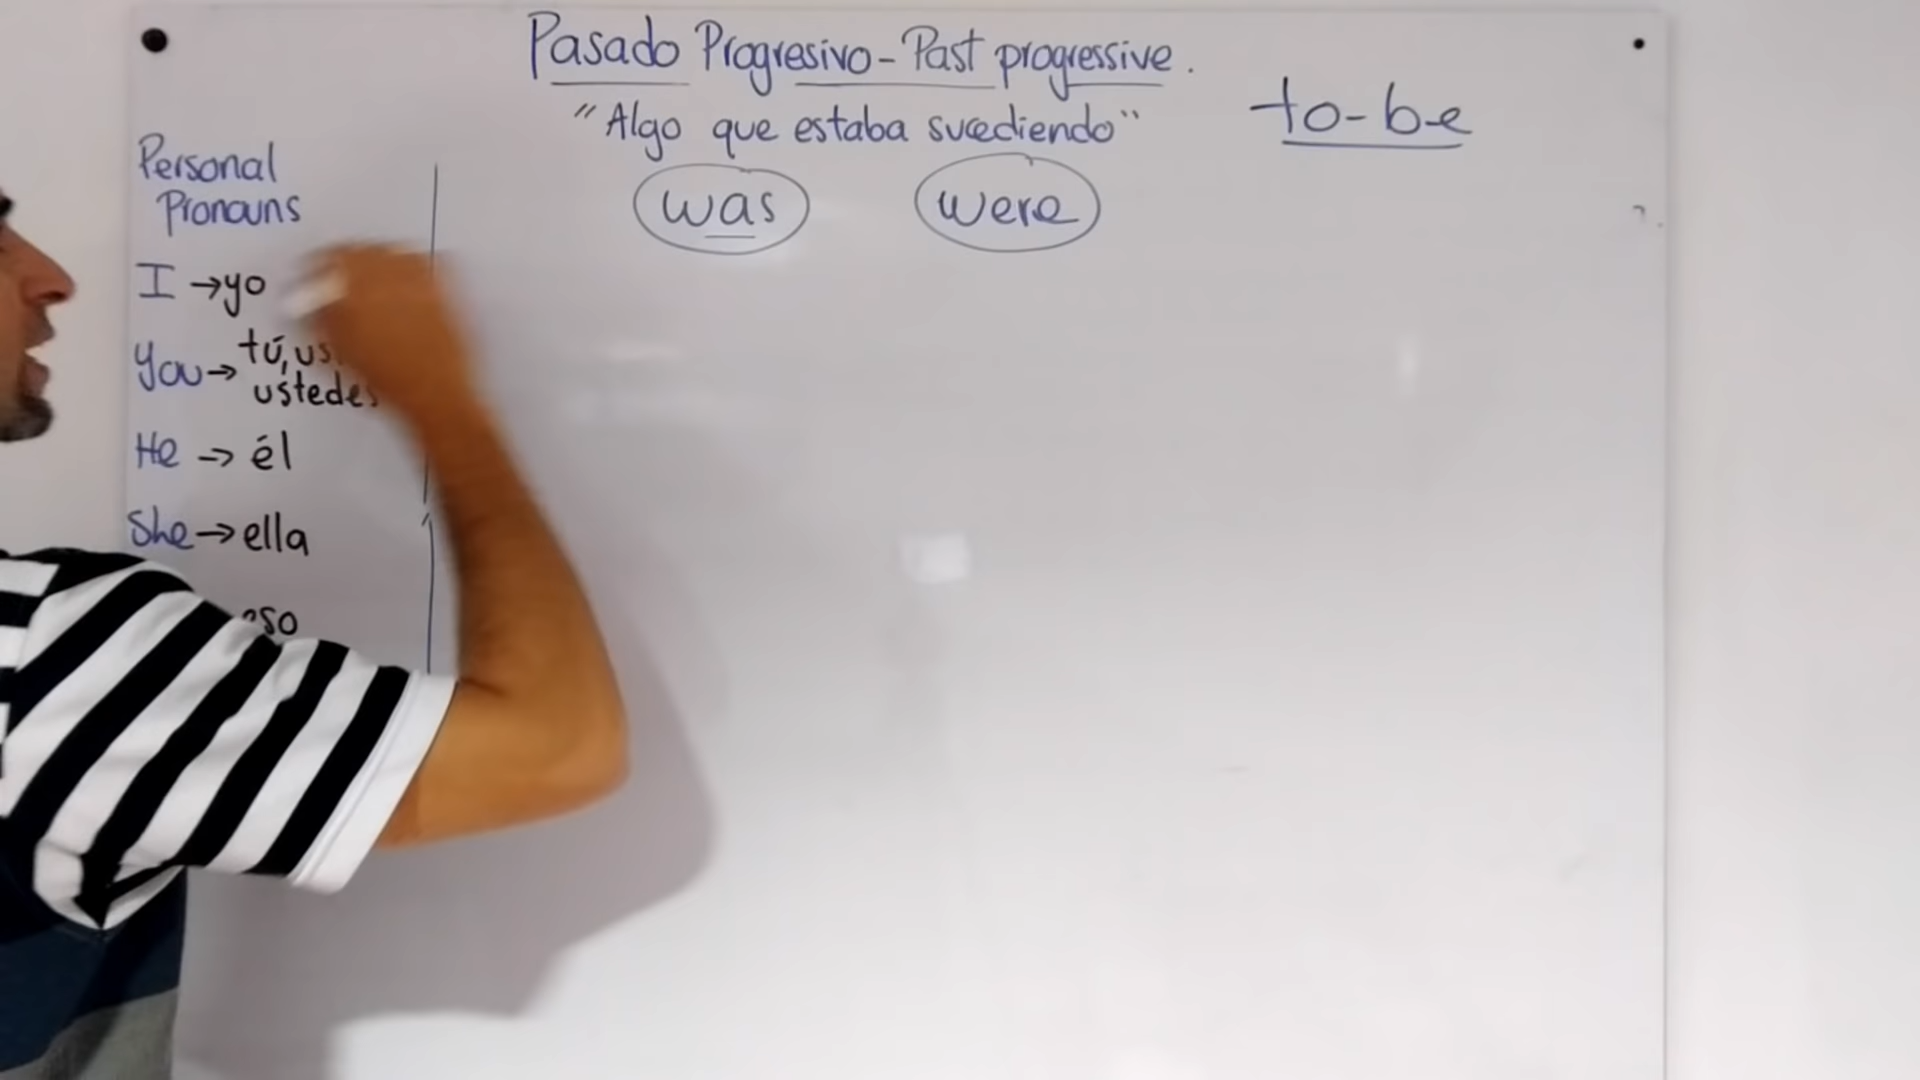 Pasado Progresivo - Past progressive.
"Algo que estaba sucediendo"
to-be
was were
Personal
Pronouns
I → yo
You → tú,
ustedes
He → él
She → ella
eso